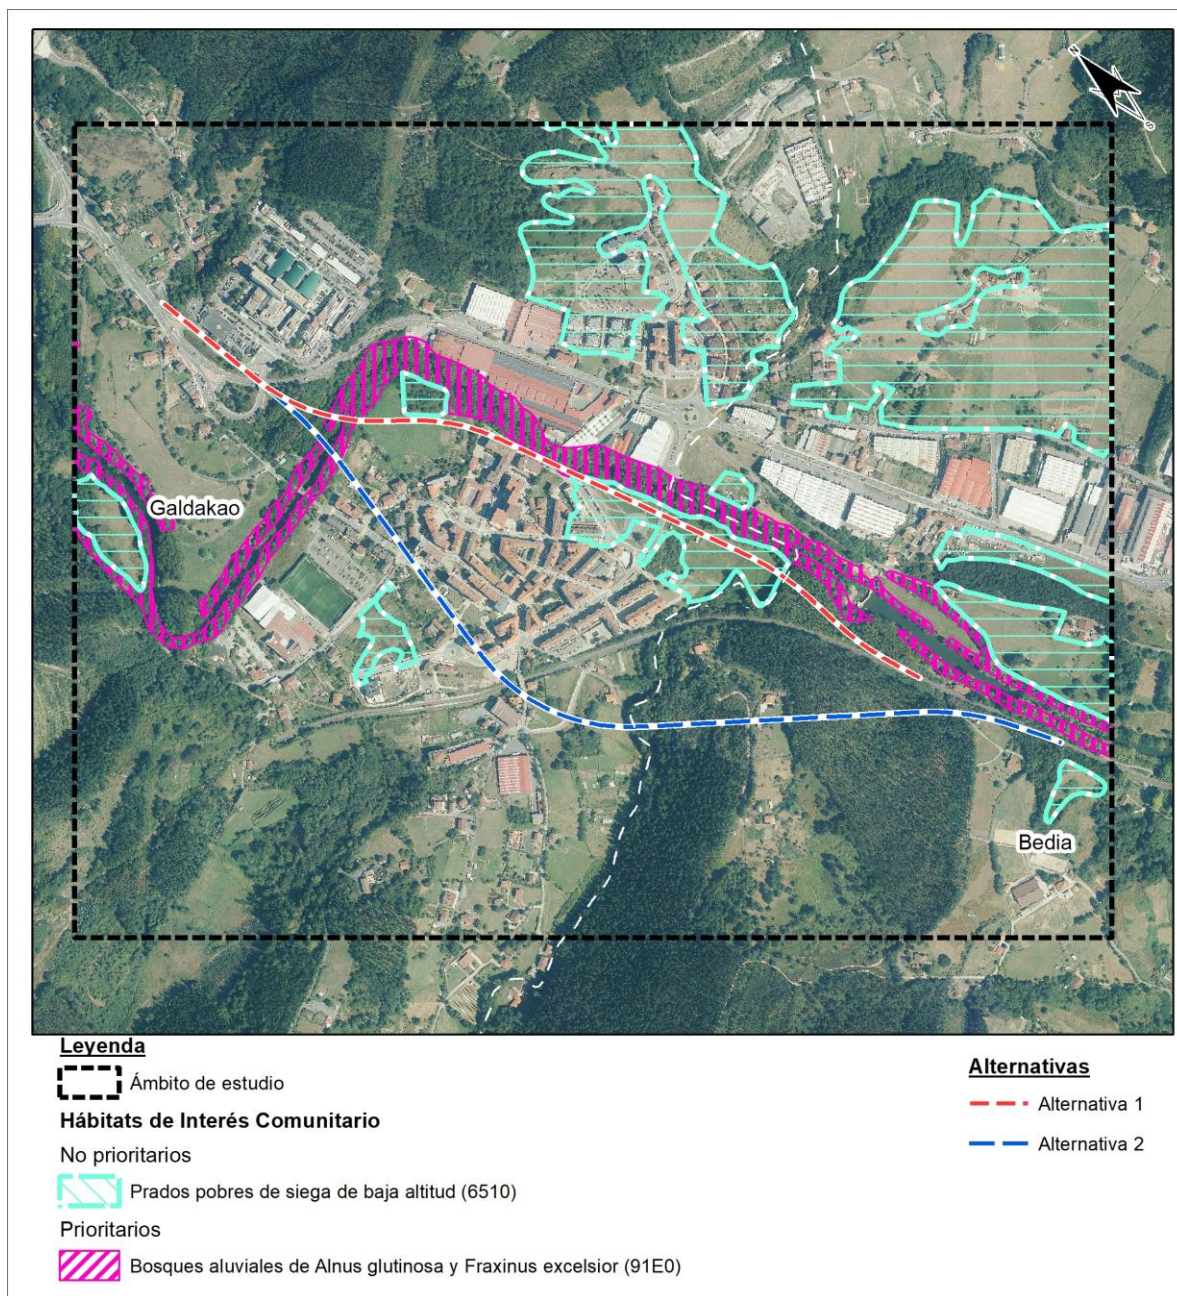 N
S
Galdakao
Bedia
Leyenda
Ámbito de estudio
Hábitats de Interés Comunitario
No prioritarios
Prados pobres de siega de baja altitud (6510)
Prioritarios
Bosques aluviales de Alnus glutinosa y Fraxinus excelsior (91E0)
Alternativas
Alternativa 1
Alternativa 2